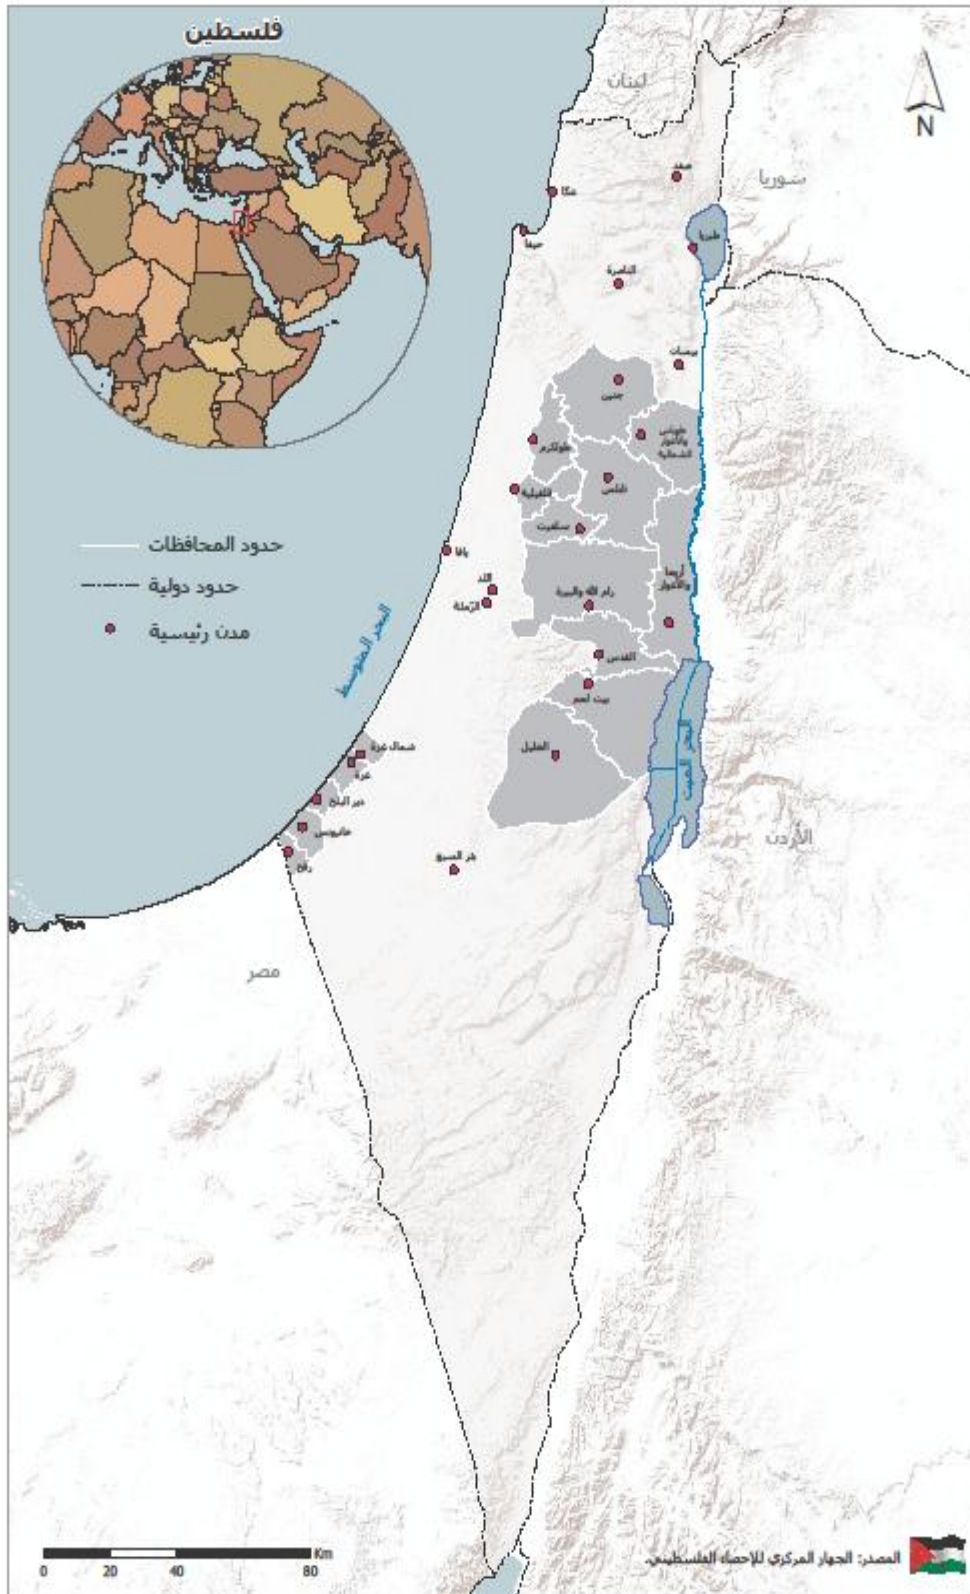 فلسطين
لبنان
N
سوريا
صفد
عكا
حيفا
طبريا
الناصرة
بيسان
جنين
طوباس
والأغوار
الشمالية
طولكرم
نابلس
قلقيلية
سلفيت
حدود المحافظات
حدود دولية
مدن رئيسية
يافا
اللد
الرملة
أريحا
والأغوار
رام الله والبيرة
القدس
بيت لحم
البحر المتوسط
الخليل
البحر الميت
شمال غزة
غزة
دير البلح
خانيونس
رفح
بئر السبع
الأردن
مصر
0 20 40 80 Km
المصدر: الجهاز المركزي للإحصاء الفلسطيني.